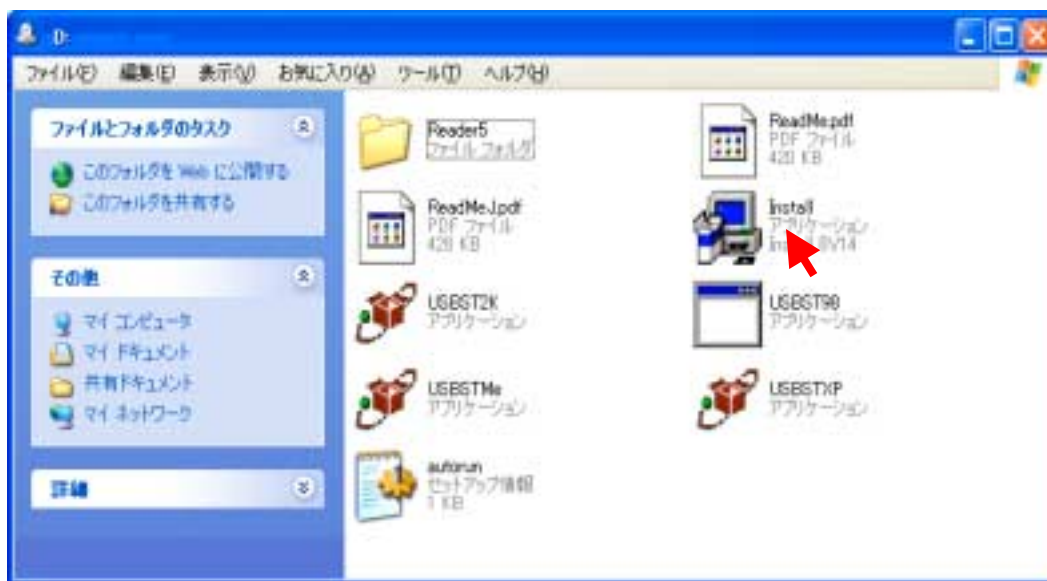 D:
ファイル(F) 編集(E) 表示(V) お気に入り(A) ツール(T) ヘルプ(H)
ファイルとフォルダのタスク
このフォルダを Web に公開する
このフォルダを共有する
その他
マイ コンピュータ
マイ ドキュメント
共有ドキュメント
マイ ネットワーク
詳細
Reader5
ファイル フォルダ
ReadMe.pdf
PDF ファイル
420 KB
ReadMeJ.pdf
PDF ファイル
428 KB
Install
アプリケーション
USBST2K
アプリケーション
USBST98
アプリケーション
USBSTMe
アプリケーション
USBSTXP
アプリケーション
autorun
セットアップ情報
1 KB